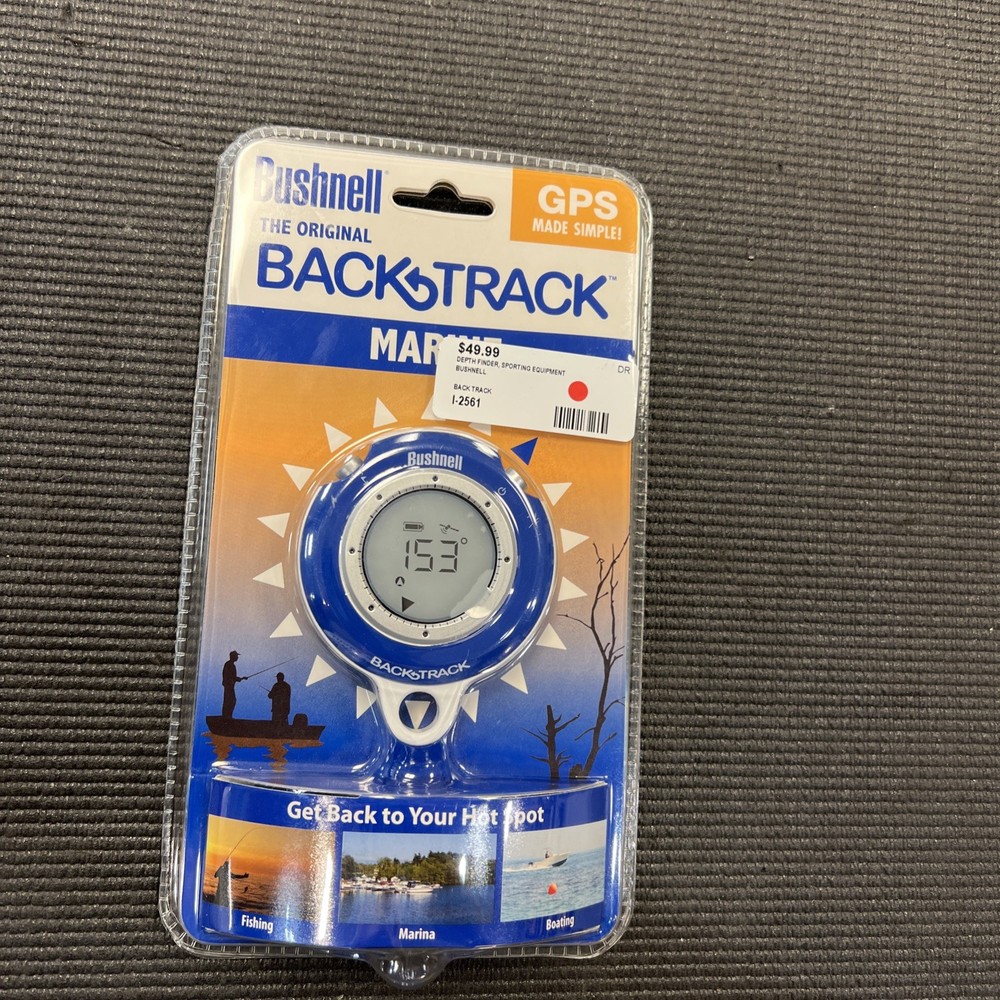 Bushnell
GPS
MADE SIMPLE!
THE ORIGINAL
BACKTRACK™
$49.99
DEPTH FINDER, SPORTING EQUIPMENT
DR
BUSHNELL
BACK TRACK
I-2561
Bushnell
153°
BACKTRACK
Get Back to Your Hot Spot
Fishing
Marina
Boating